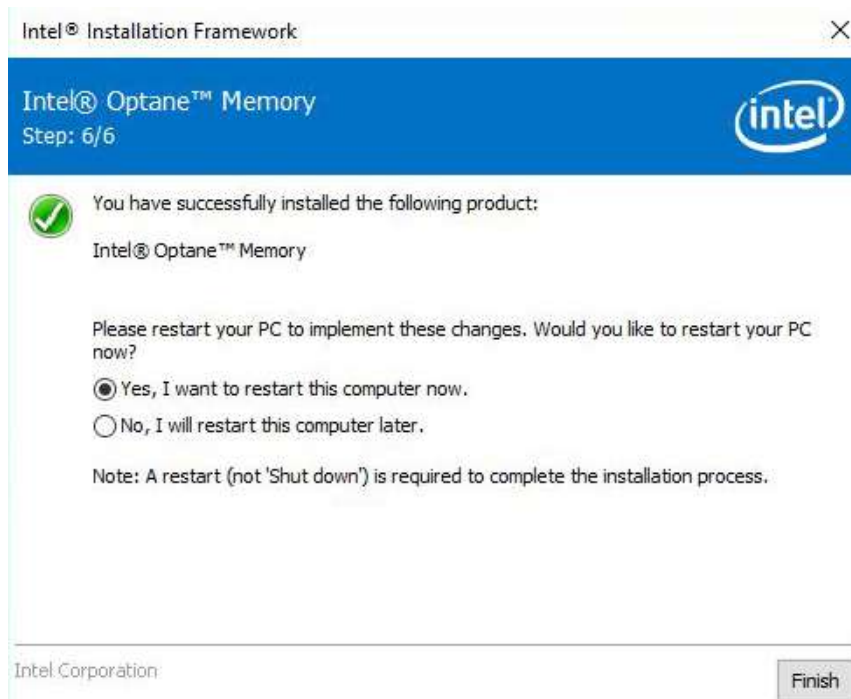 Intel® Installation Framework
Intel® Optane™ Memory
Step: 6/6
intel
You have successfully installed the following product:
Intel® Optane™ Memory
Please restart your PC to implement these changes. Would you like to restart your PC
now?
Yes, I want to restart this computer now.
No, I will restart this computer later.
Note: A restart (not 'Shut down') is required to complete the installation process.
Intel Corporation
Finish